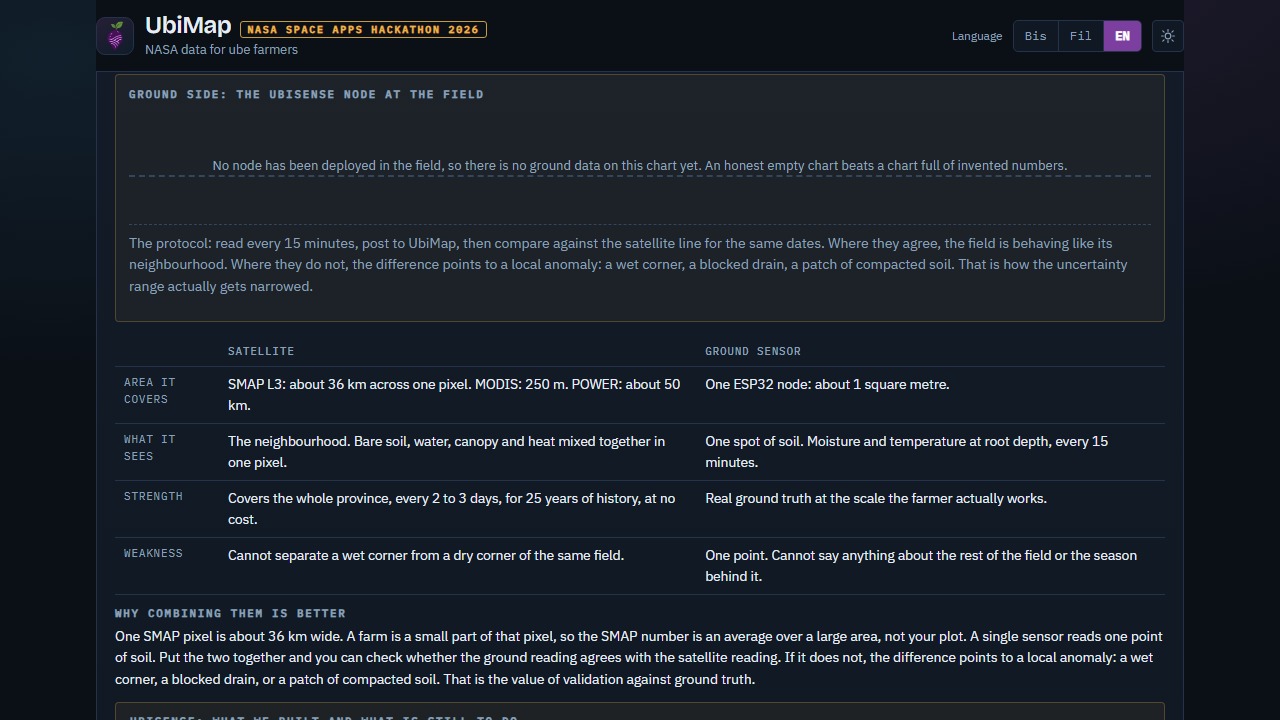 UbiMap NASA SPACE APPS HACKATHON 2026
NASA data for ube farmers
Language Bis Fil EN
GROUND SIDE: THE UBISENSE NODE AT THE FIELD
No node has been deployed in the field, so there is no ground data on this chart yet. An honest empty chart beats a chart full of invented numbers.
The protocol: read every 15 minutes, post to UbiMap, then compare against the satellite line for the same dates. Where they agree, the field is behaving like its
neighbourhood. Where they do not, the difference points to a local anomaly: a wet corner, a blocked drain, a patch of compacted soil. That is how the uncertainty
range actually gets narrowed.
SATELLITE GROUND SENSOR
AREA IT
COVERS
SMAP L3: about 36 km across one pixel. MODIS: 250 m. POWER: about 50
km.
One ESP32 node: about 1 square metre.
WHAT IT
SEES
The neighbourhood. Bare soil, water, canopy and heat mixed together in
one pixel.
One spot of soil. Moisture and temperature at root depth, every 15
minutes.
STRENGTH
Covers the whole province, every 2 to 3 days, for 25 years of history, at no
cost.
Real ground truth at the scale the farmer actually works.
WEAKNESS
Cannot separate a wet corner from a dry corner of the same field.
One point. Cannot say anything about the rest of the field or the season
behind it.
WHY COMBINING THEM IS BETTER
One SMAP pixel is about 36 km wide. A farm is a small part of that pixel, so the SMAP number is an average over a large area, not your plot. A single sensor reads one point
of soil. Put the two together and you can check whether the ground reading agrees with the satellite reading. If it does not, the difference points to a local anomaly: a wet
corner, a blocked drain, or a patch of compacted soil. That is the value of validation against ground truth.
UBISENSE: WHAT WE BUILT AND WHAT IS STILL TO DO